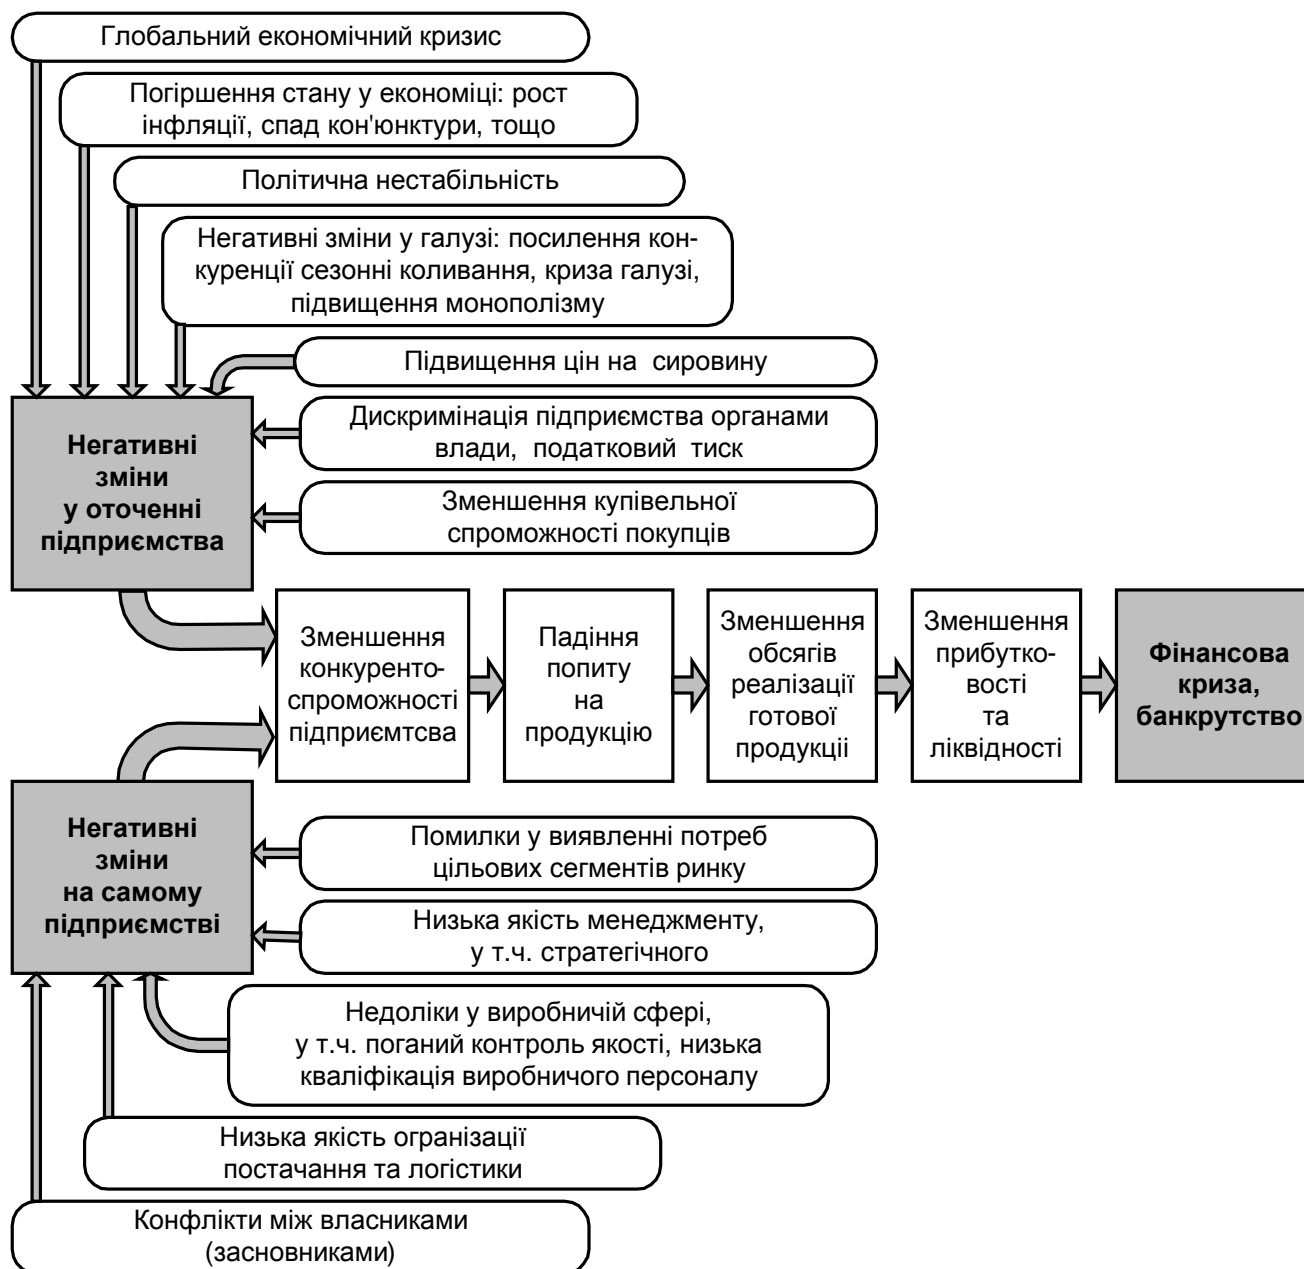 Глобальний економічний кризис
Погіршення стану у економіці: рост
інфляції, спад кон'юнктури, тощо
Політична нестабільність
Негативні зміни у галузі: посилення кон-
куренції сезонні коливання, криза галузі,
підвищення монополізму
Підвищення цін на сировину
Дискримінація підприємства органами
влади, податковий тиск
Зменшення купівельної
спроможності покупців
Негативні
зміни
у оточенні
підприємства
Зменшення
конкуренто-
спроможності
підприємтсва
Падіння
попиту
на
продукцію
Зменшення
обсягів
реалізації
готової
продукціі
Зменшення
прибутко-
вості
та
ліквідності
Фінансова
криза,
банкрутство
Негативні
зміни
на самому
підприємстві
Помилки у виявленні потреб
цільових сегментів ринку
Низька якість менеджменту,
у т.ч. стратегічного
Недоліки у виробничій сфері,
у т.ч. поганий контроль якості, низька
кваліфікація виробничого персоналу
Низька якість огранізації
постачання та логістики
Конфлікти між власниками
(засновниками)